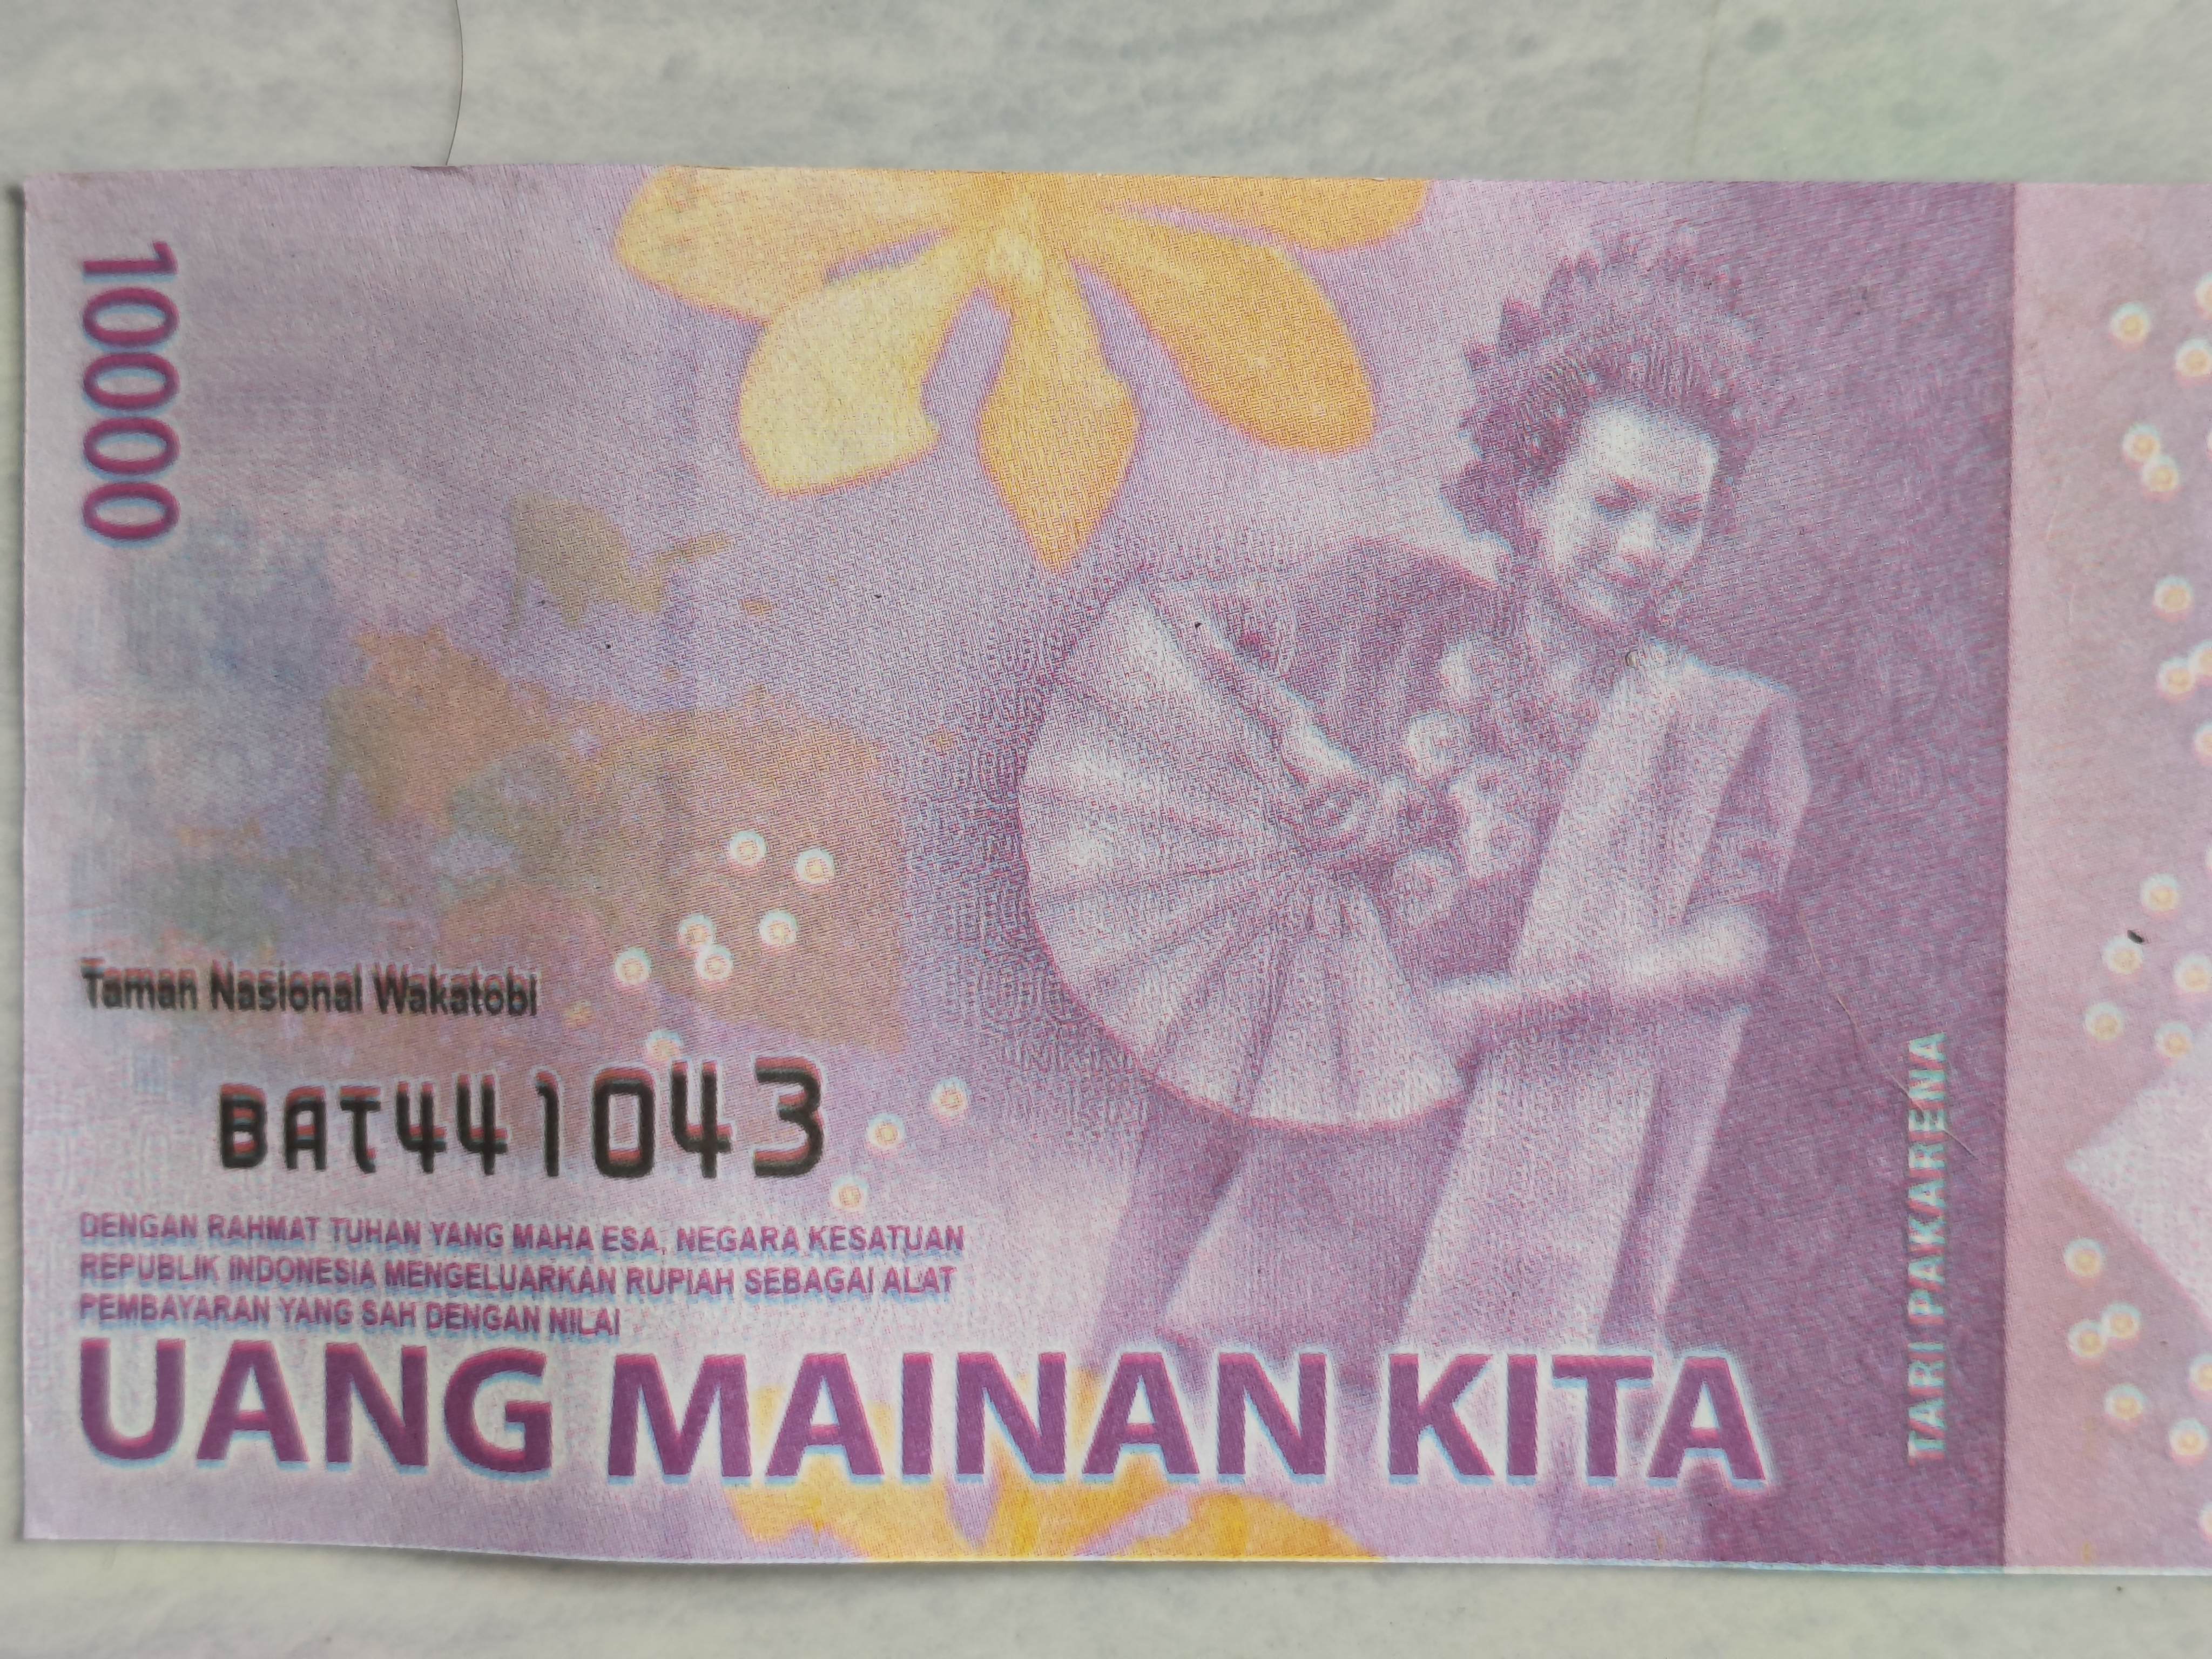 10000
Taman Nasional Wakatobi
BAT441043
DENGAN RAHMAT TUHAN YANG MAHA ESA, NEGARA KESATUAN
REPUBLIK INDONESIA MENGELUARKAN RUPIAH SEBAGAI ALAT
PEMBAYARAN YANG SAH DENGAN NILAI
UANG MAINAN KITA
TARI PAKARENA